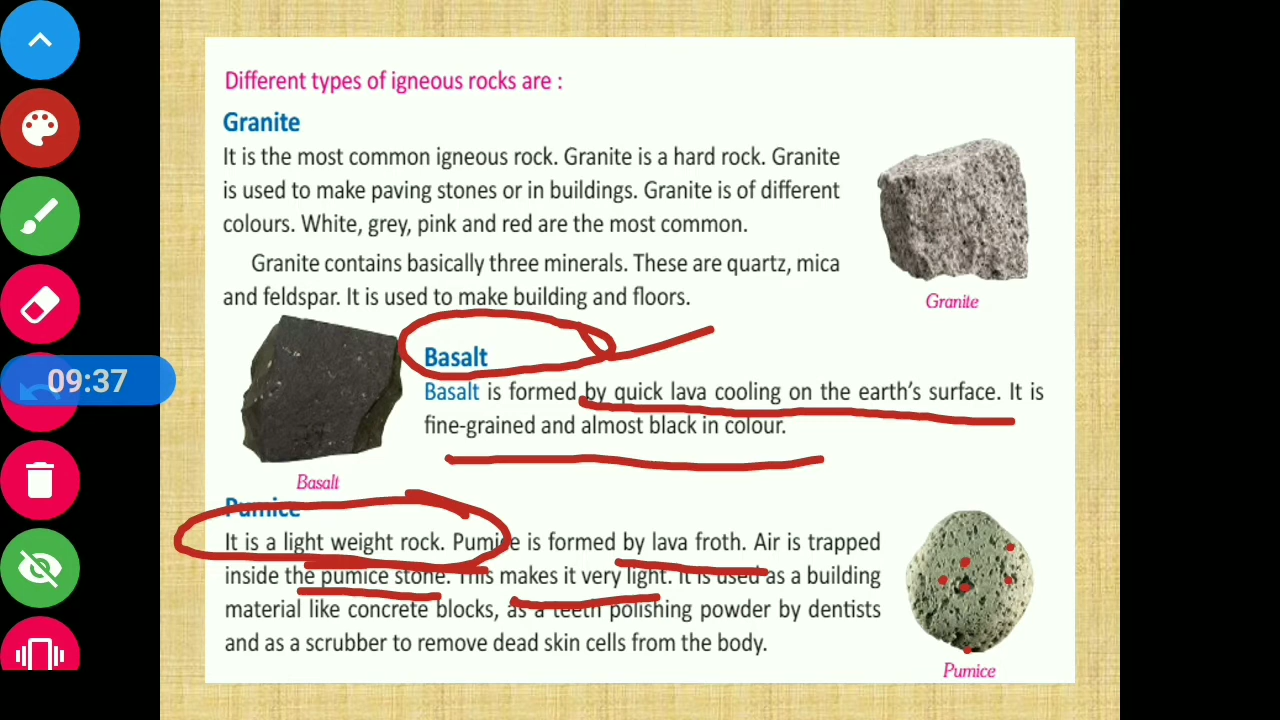 Different types of igneous rocks are :
Granite
It is the most common igneous rock. Granite is a hard rock. Granite
is used to make paving stones or in buildings. Granite is of different
colours. White, grey, pink and red are the most common.
Granite contains basically three minerals. These are quartz, mica
and feldspar. It is used to make building and floors.
Granite
Basalt
Basalt is formed by quick lava cooling on the earth's surface. It is
fine-grained and almost black in colour.
09:37
Basalt
Pumice
It is a light weight rock. Pumice is formed by lava froth. Air is trapped
inside the pumice stone. This makes it very light. It is used as a building
material like concrete blocks, as a teeth polishing powder by dentists
and as a scrubber to remove dead skin cells from the body.
Pumice